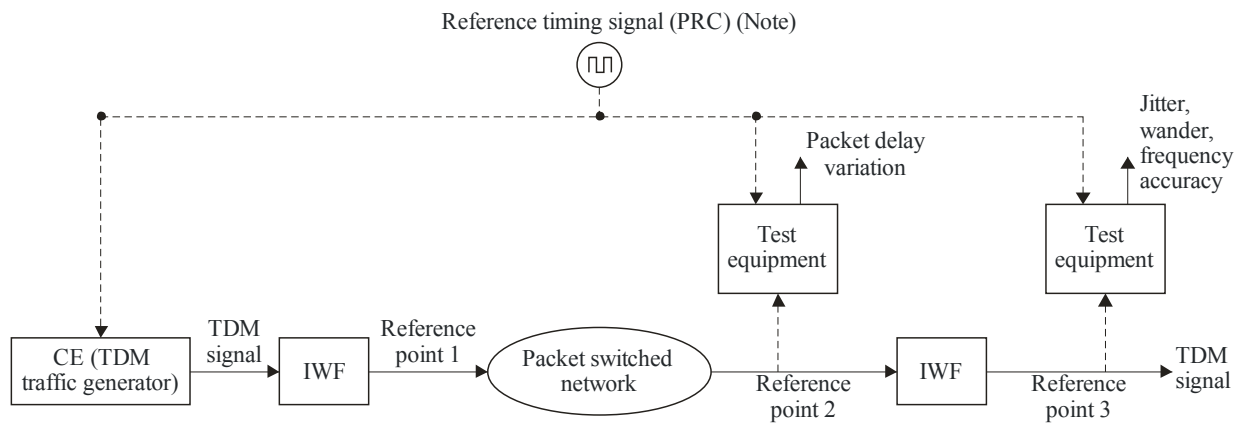 Reference timing signal (PRC) (Note)
Jitter,
wander,
frequency
accuracy
Packet delay
variation
Test
equipment
Test
equipment
CE (TDM
traffic generator)
TDM
signal
IWF
Reference
point 1
Packet switched
network
Reference
point 2
IWF
Reference
point 3
TDM
signal